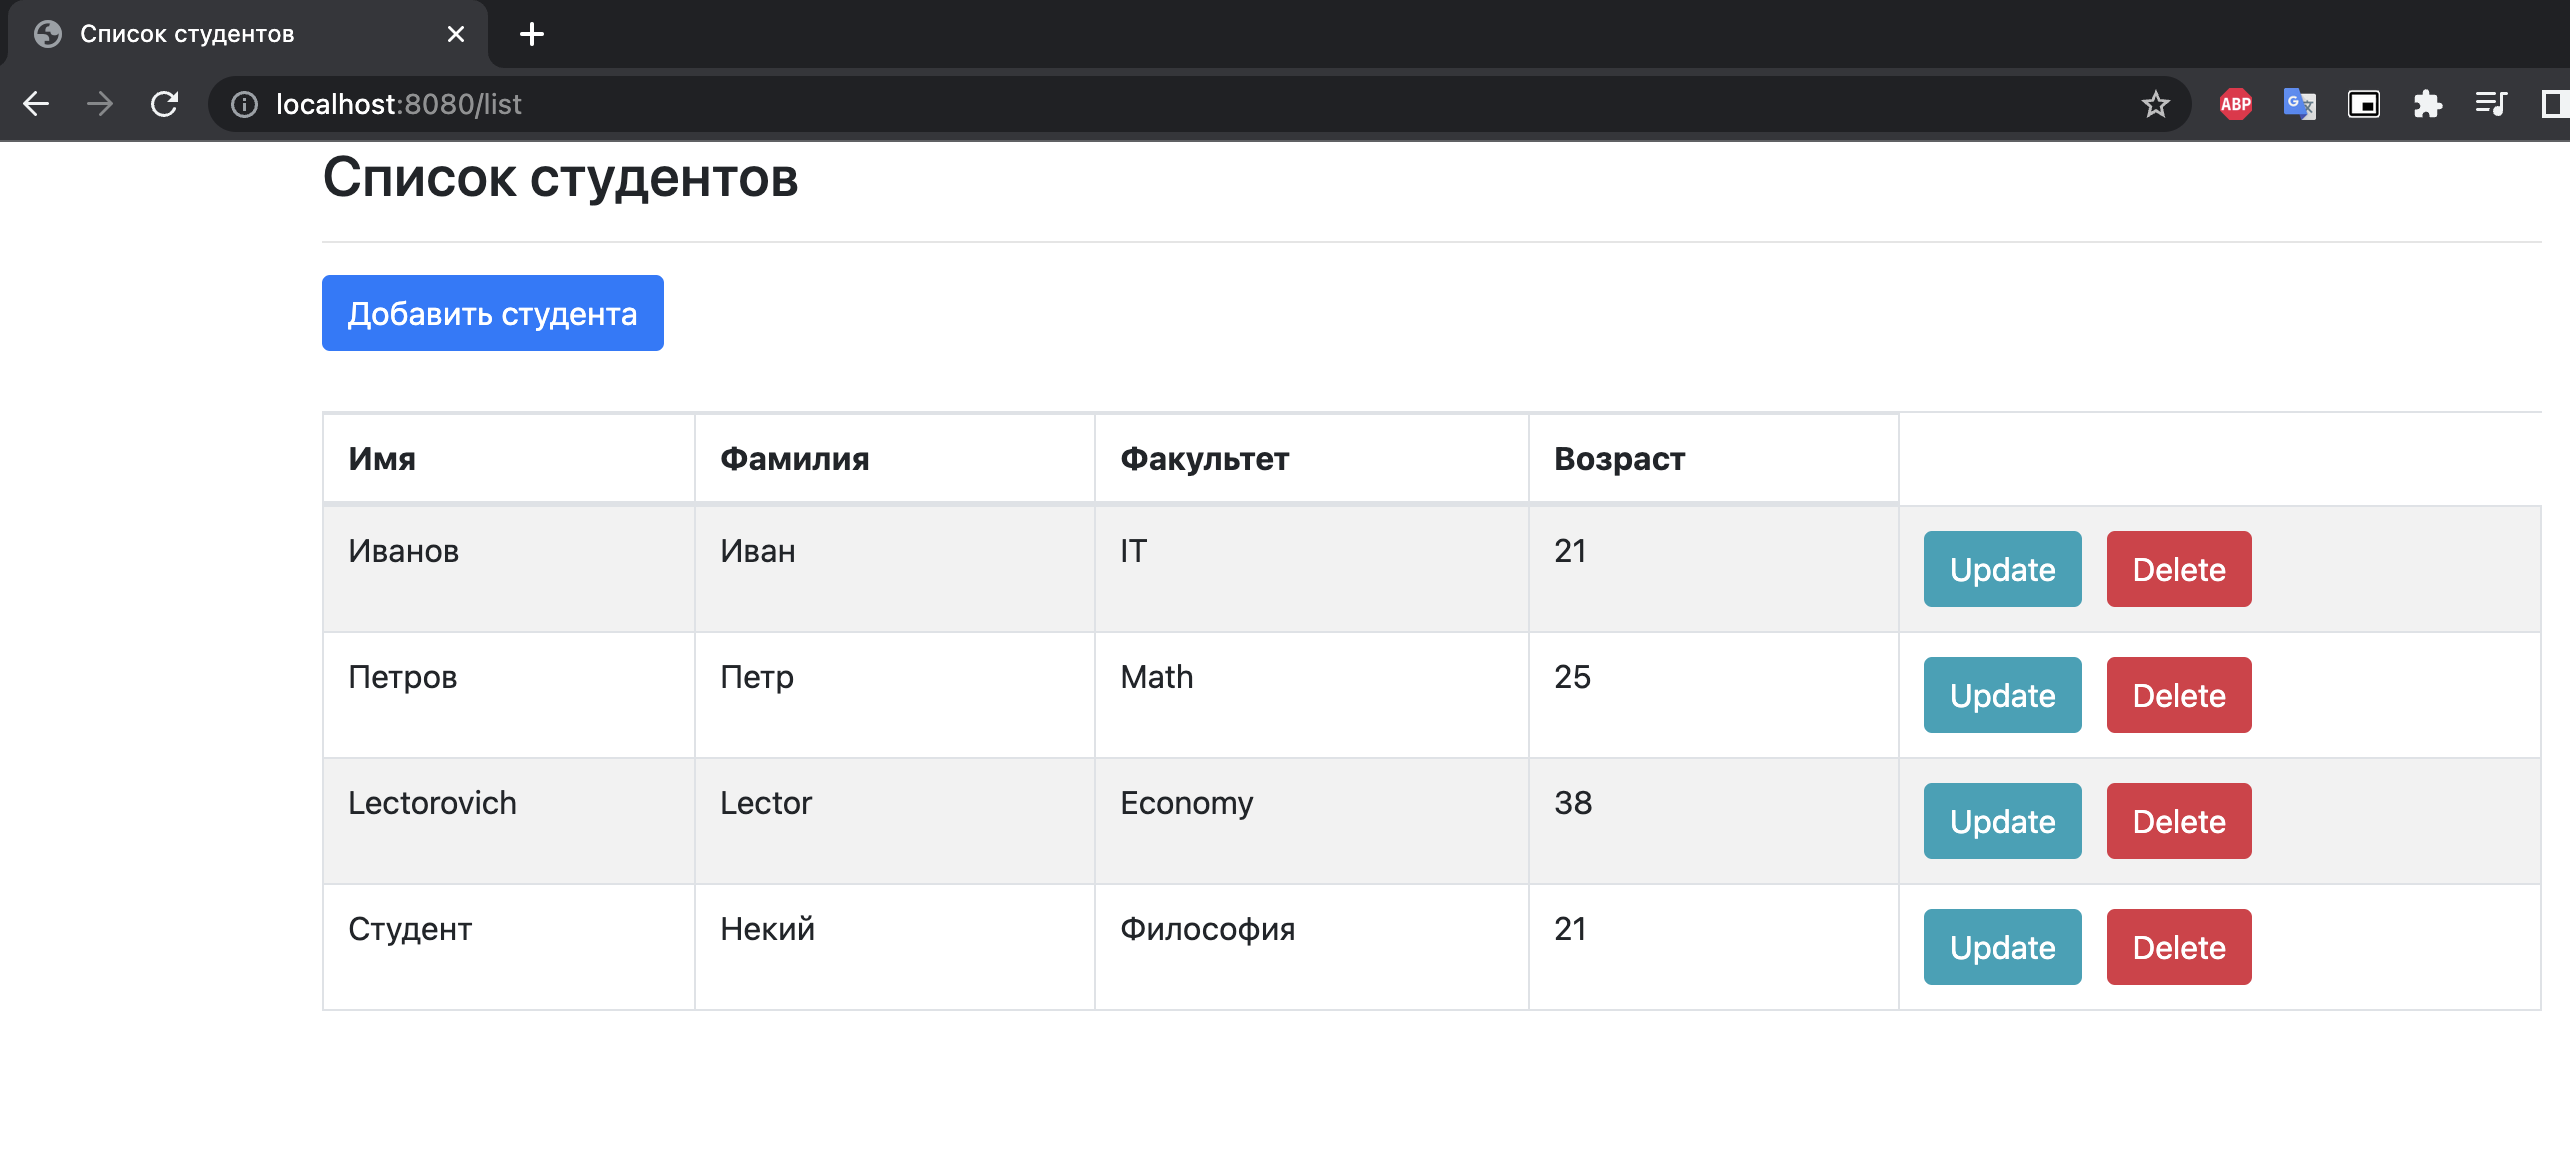 Список студентов
localhost:8080/list
ABP
G
Список студентов
Добавить студента
Имя Фамилия Факультет Возраст
Иванов Иван IT 21 Update Delete
Петров Петр Math 25 Update Delete
Lectorovich Lector Economy 38 Update Delete
Студент Некий Философия 21 Update Delete